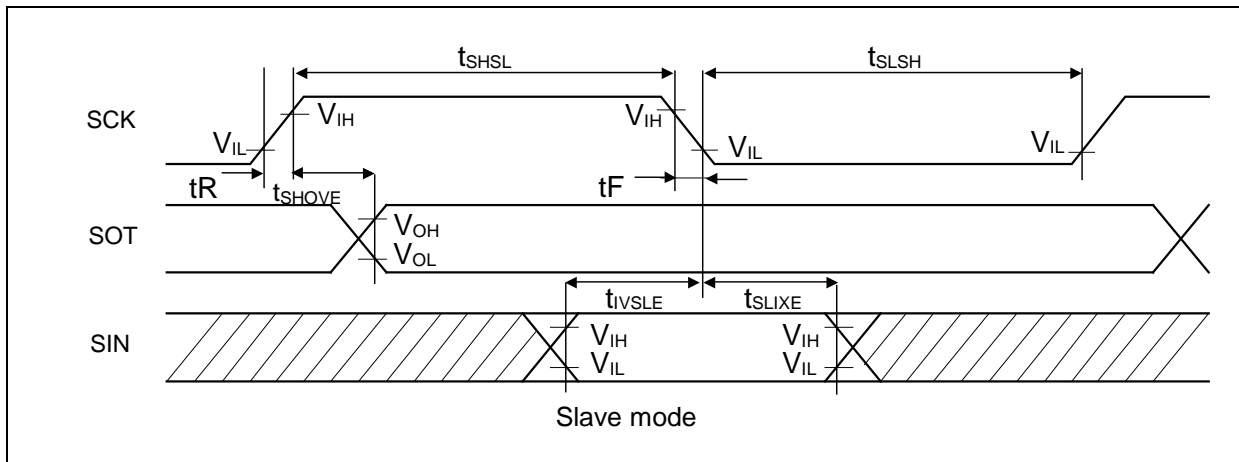 tSHSL tSLSH
SCK VIH VIH
VIL VIL VIL
tR tSHOVE tF
SOT VOH
VOL
tIVSLE tSLIXE
SIN VIH VIH
VIL VIL
Slave mode